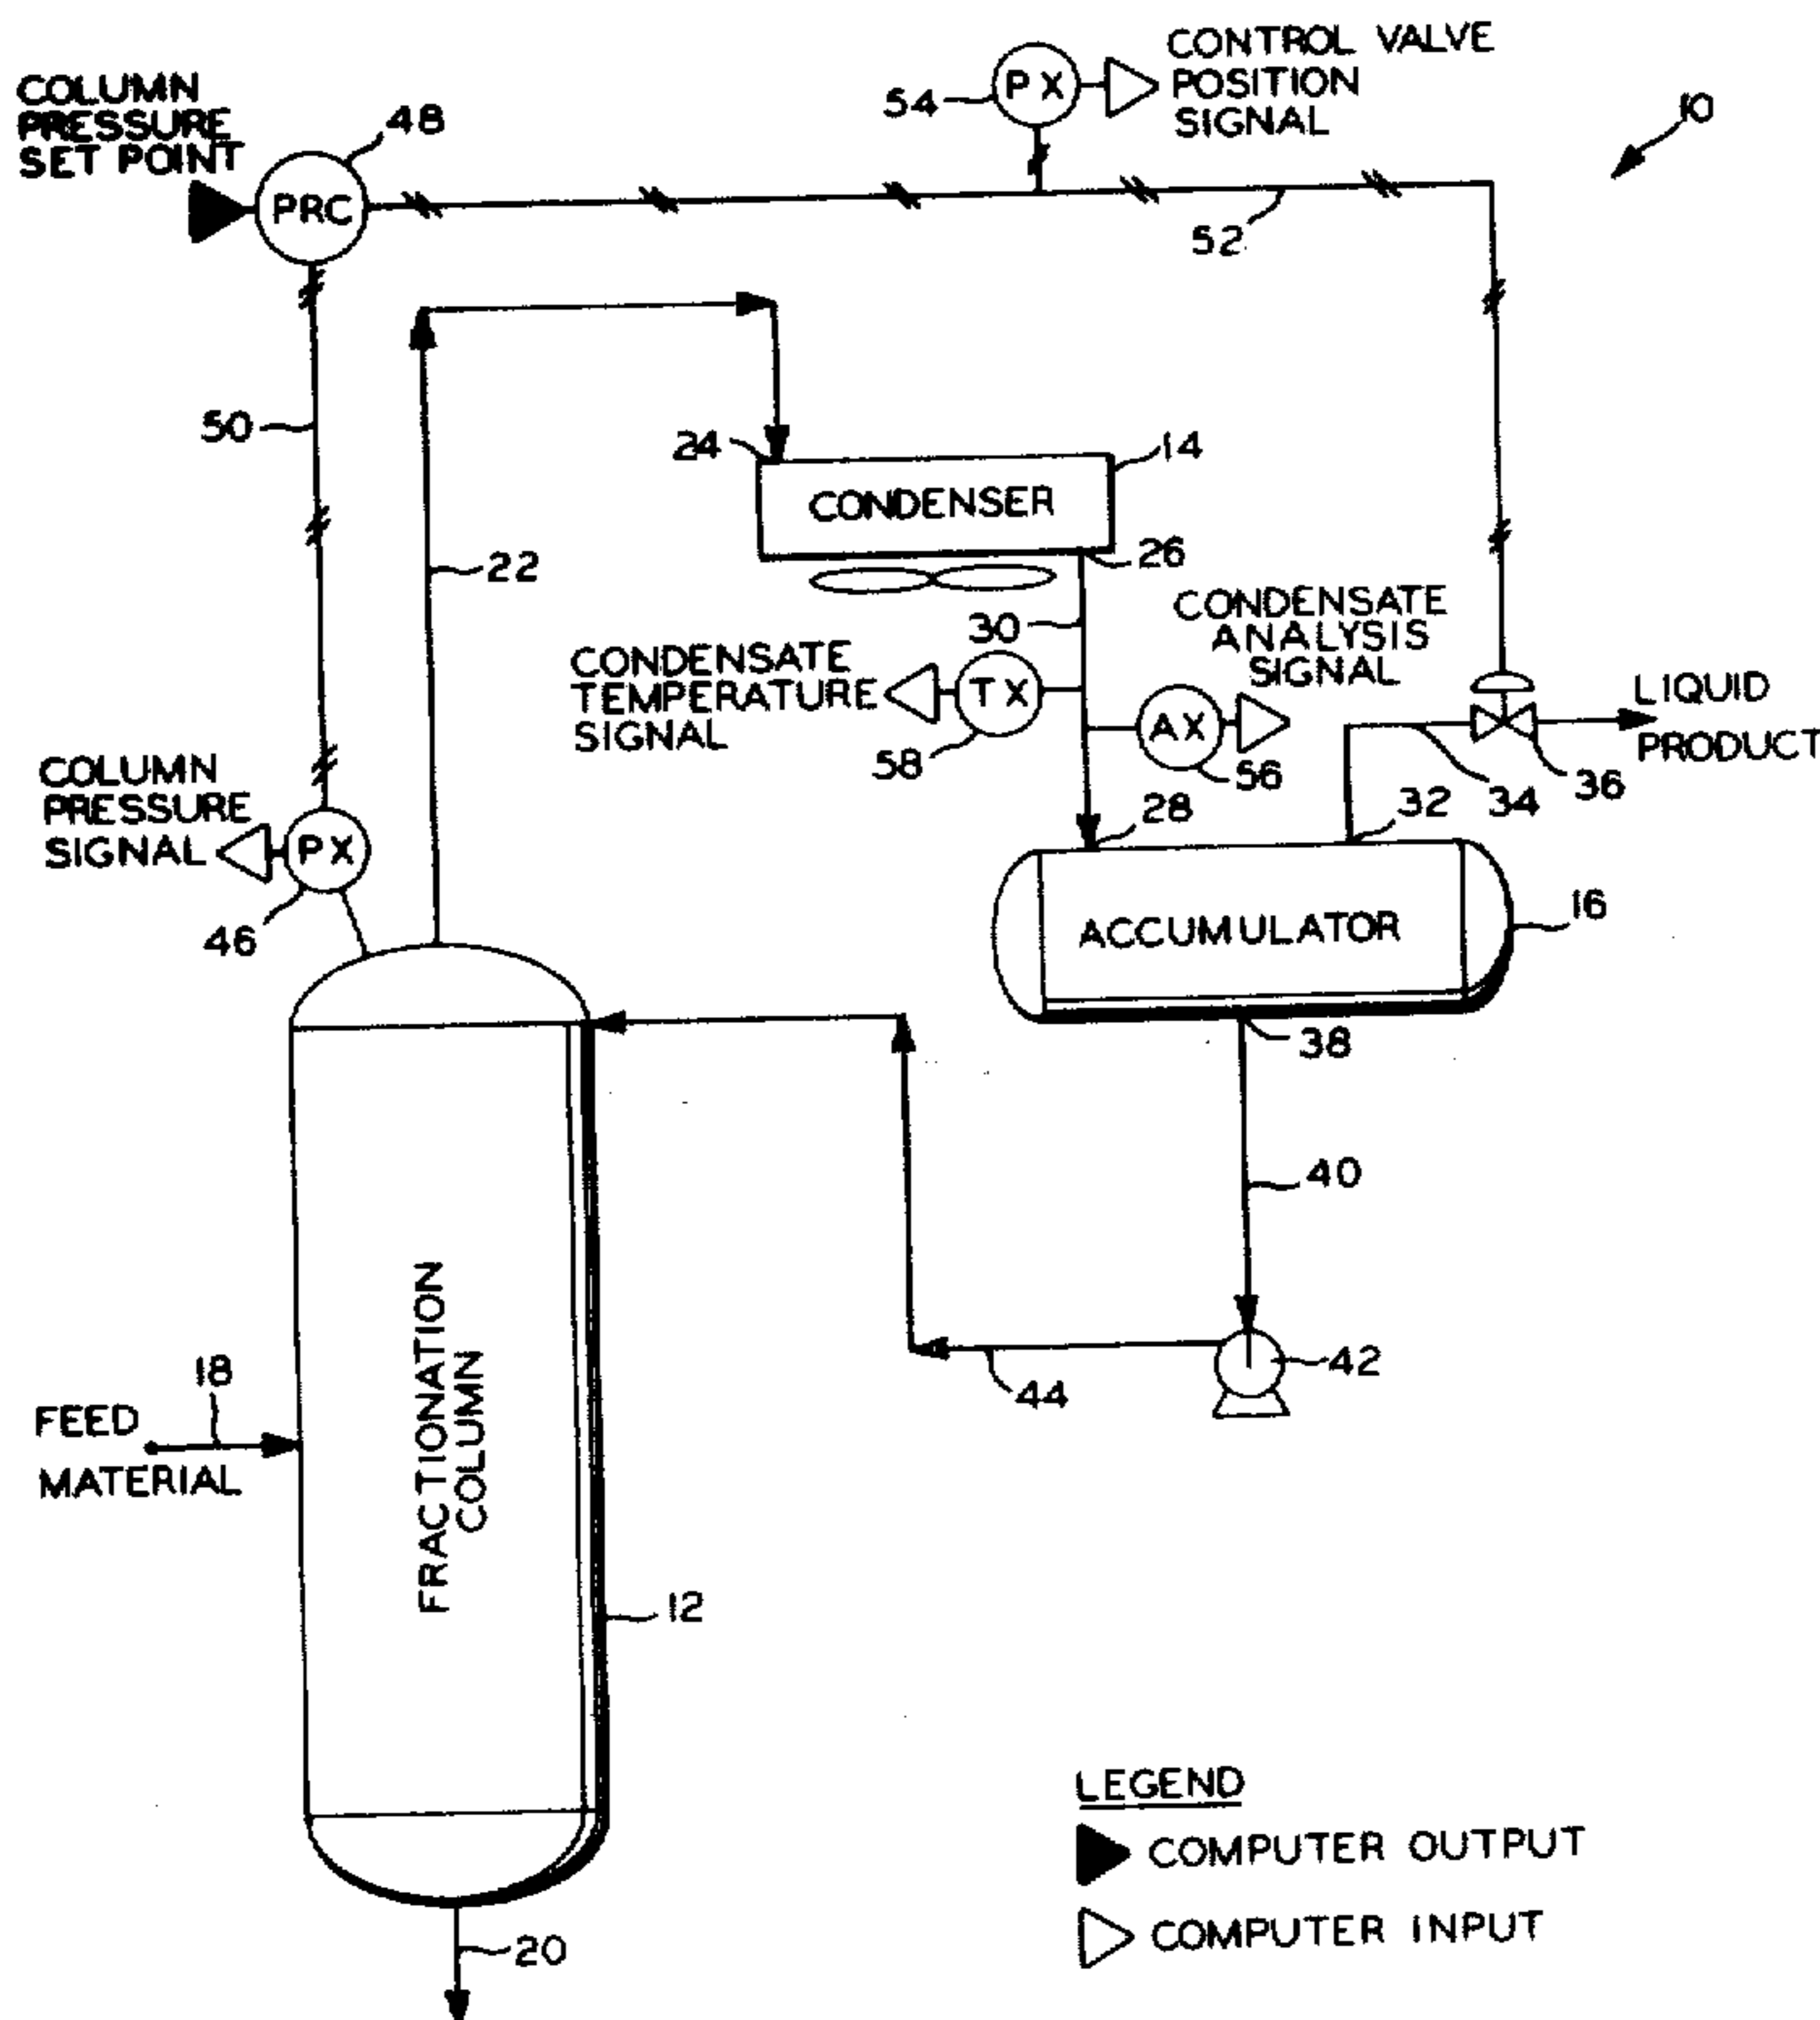 COLUMN
PRESSURE
SET POINT
48
PRC
54
PX
CONTROL VALVE
POSITION
SIGNAL
10
52
50
22
24
CONDENSER
14
26
30
CONDENSATE
TEMPERATURE
SIGNAL
TX
58
CONDENSATE
ANALYSIS
SIGNAL
AX
56
28
32
34
36
LIQUID
PRODUCT
COLUMN
PRESSURE
SIGNAL
PX
46
ACCUMULATOR
16
38
40
42
44
18
FEED
MATERIAL
FRACTIONATION
COLUMN
12
20
LEGEND
COMPUTER OUTPUT
COMPUTER INPUT